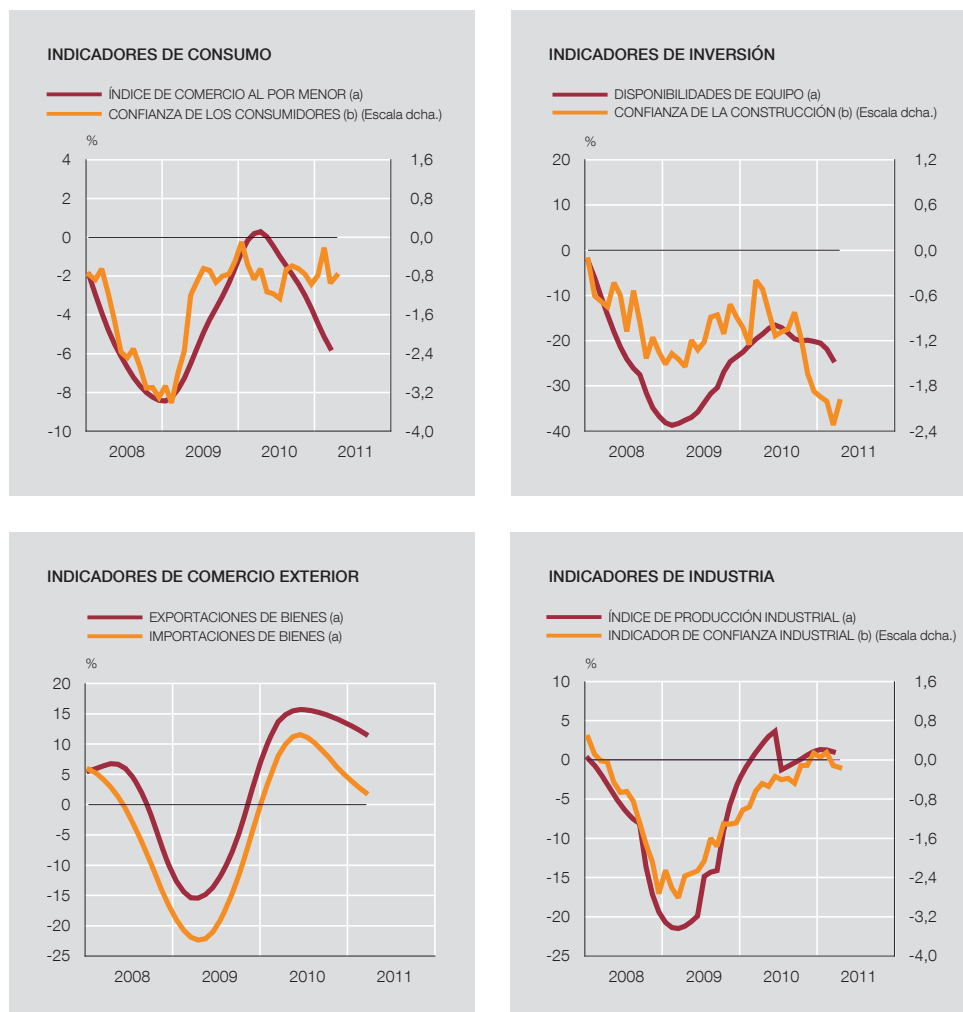 INDICADORES DE CONSUMO
ÍNDICE DE COMERCIO AL POR MENOR (a)
CONFIANZA DE LOS CONSUMIDORES (b) (Escala dcha.)
%
4 1,6
2 0,8
0 0,0
-2 -0,8
-4 -1,6
-6 -2,4
-8 -3,2
-10 -4,0
2008 2009 2010 2011
INDICADORES DE INVERSIÓN
DISPONIBILIDADES DE EQUIPO (a)
CONFIANZA DE LA CONSTRUCCIÓN (b) (Escala dcha.)
%
20 1,2
10 0,6
0 0,0
-10 -0,6
-20 -1,2
-30 -1,8
-40 -2,4
2008 2009 2010 2011
INDICADORES DE COMERCIO EXTERIOR
EXPORTACIONES DE BIENES (a)
IMPORTACIONES DE BIENES (a)
%
20
15
10
5
0
-5
-10
-15
-20
-25
2008 2009 2010 2011
INDICADORES DE INDUSTRIA
ÍNDICE DE PRODUCCIÓN INDUSTRIAL (a)
INDICADOR DE CONFIANZA INDUSTRIAL (b) (Escala dcha.)
%
10 1,6
5 0,8
0 0,0
-5 -0,8
-10 -1,6
-15 -2,4
-20 -3,2
-25 -4,0
2008 2009 2010 2011